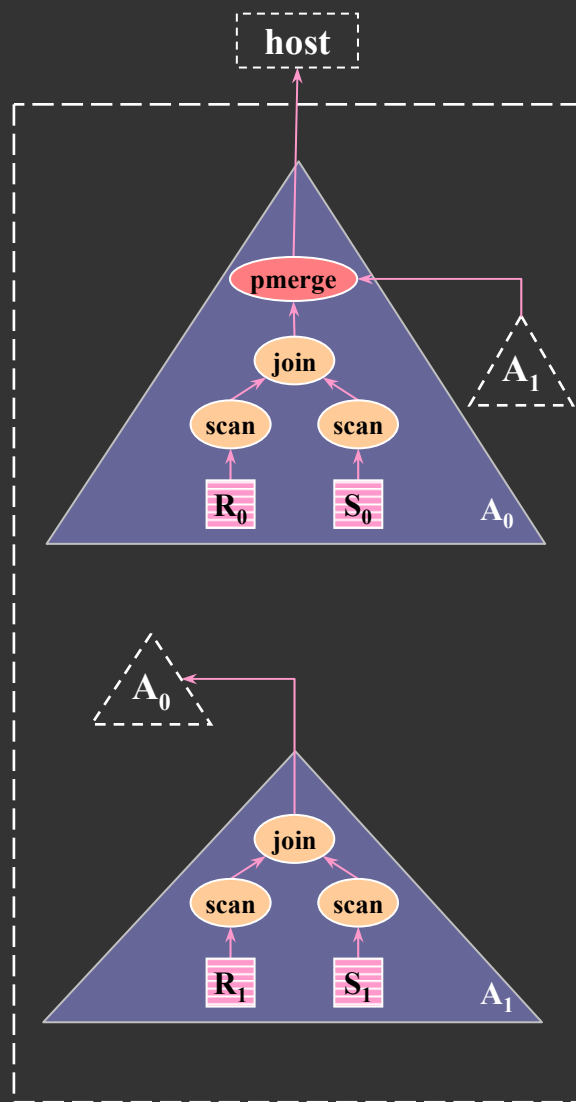 host
pmerge
join
A₁
scan scan
R₀ S₀
A₀
A₀
join
scan scan
R₁ S₁
A₁